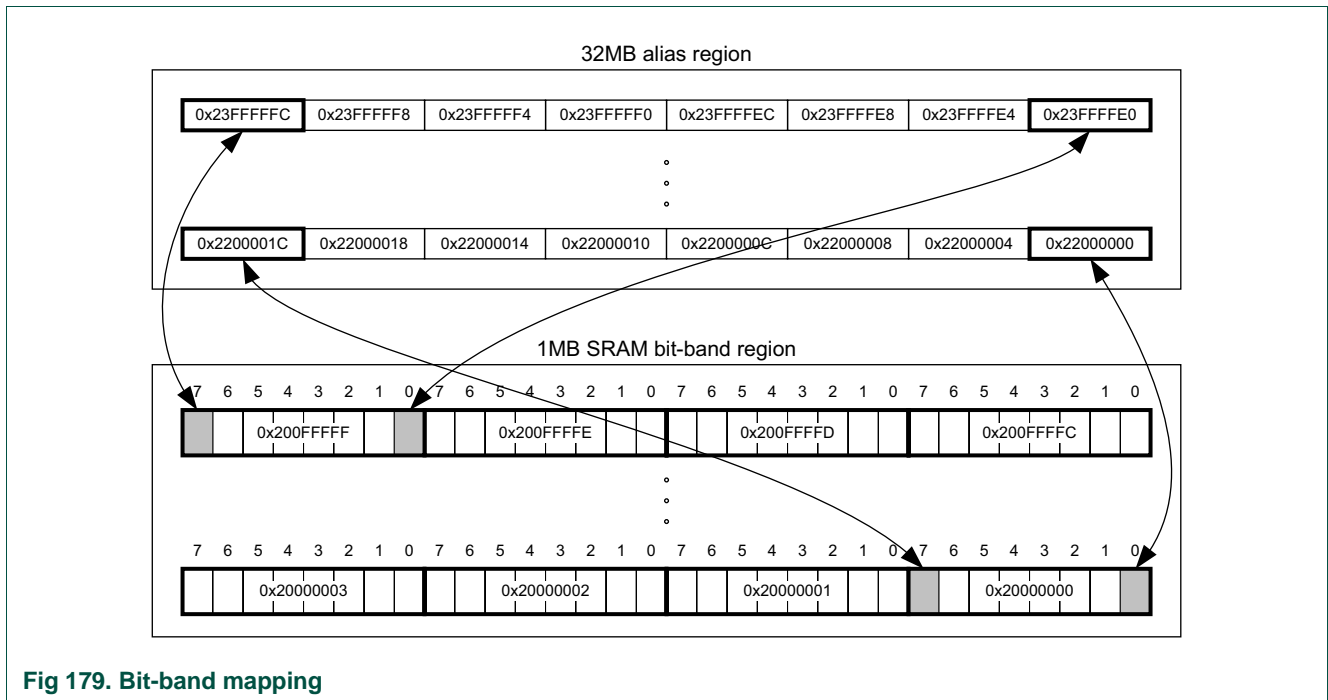 32MB alias region
0x23FFFFFC 0x23FFFFF8 0x23FFFFF4 0x23FFFFF0 0x23FFFFEC 0x23FFFFE8 0x23FFFFE4 0x23FFFFE0
0x2200001C 0x22000018 0x22000014 0x22000010 0x2200000C 0x22000008 0x22000004 0x22000000
1MB SRAM bit-band region
7 6 5 4 3 2 1 0 7 6 5 4 3 2 1 0 7 6 5 4 3 2 1 0 7 6 5 4 3 2 1 0
0x200FFFFF 0x200FFFFE 0x200FFFFD 0x200FFFFC
7 6 5 4 3 2 1 0 7 6 5 4 3 2 1 0 7 6 5 4 3 2 1 0 7 6 5 4 3 2 1 0
0x20000003 0x20000002 0x20000001 0x20000000
Fig 179. Bit-band mapping